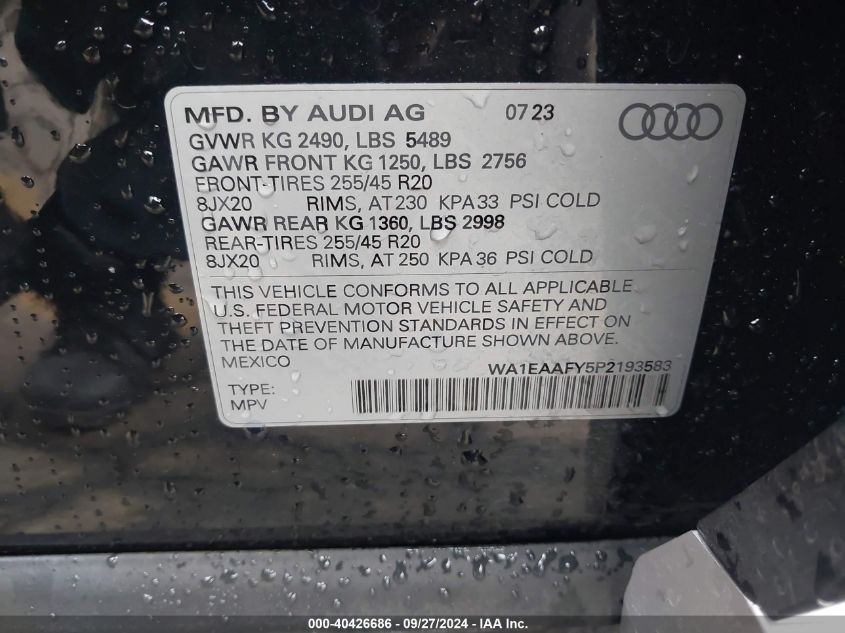 MFD. BY AUDI AG 07 23
GVWR KG 2490, LBS 5489
GAWR FRONT KG 1250, LBS 2756
FRONT-TIRES 255/45 R20
8JX20 RIMS, AT 230 KPA 33 PSI COLD
GAWR REAR KG 1360, LBS 2998
REAR-TIRES 255/45 R20
8JX20 RIMS, AT 250 KPA 36 PSI COLD
THIS VEHICLE CONFORMS TO ALL APPLICABLE
U.S. FEDERAL MOTOR VEHICLE SAFETY AND
THEFT PREVENTION STANDARDS IN EFFECT ON
THE DATE OF MANUFACTURE SHOWN ABOVE.
MEXICO WA1EAAFY5P2193583
TYPE:
MPV
000-40426686 - 09/27/2024 - IAA Inc.